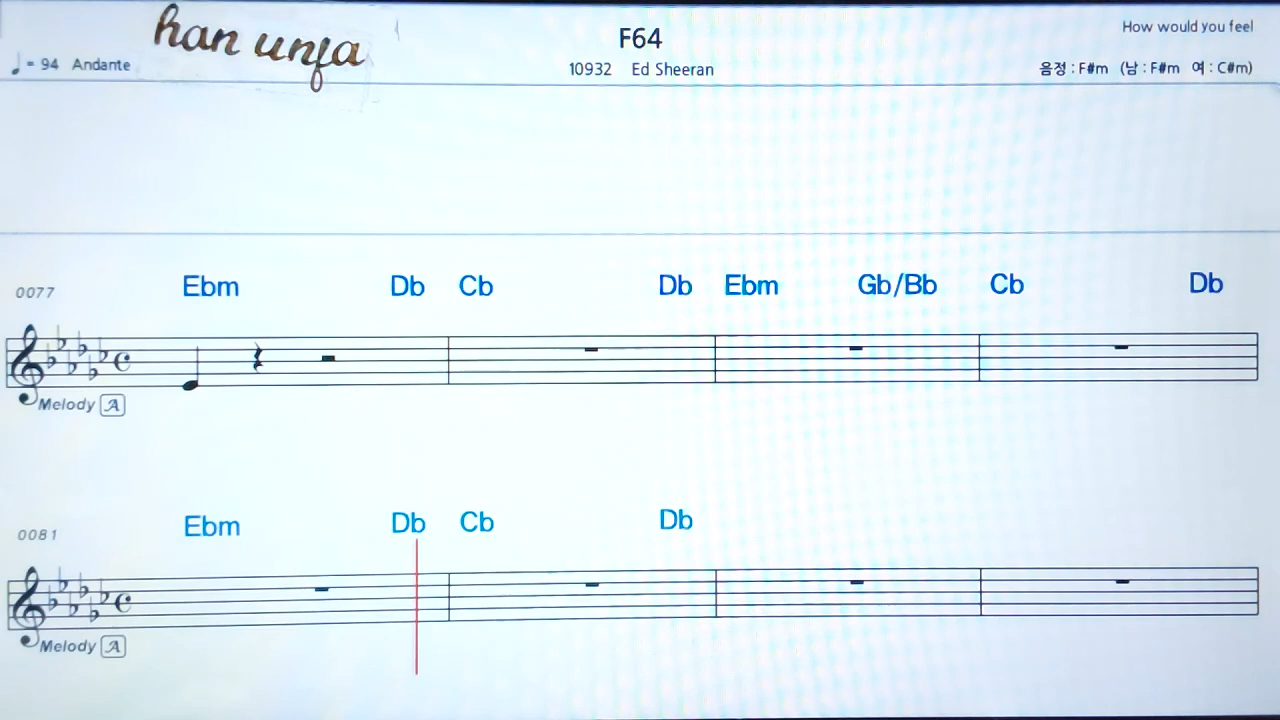 han unfa
F64
How would you feel
♩ = 94 Andante
10932 Ed Sheeran
음정 : F#m (남 : F#m 여 : C#m)
0077
Ebm Db Cb Db Ebm Gb/Bb Cb Db
Melody A
0081
Ebm Db Cb Db
Melody A